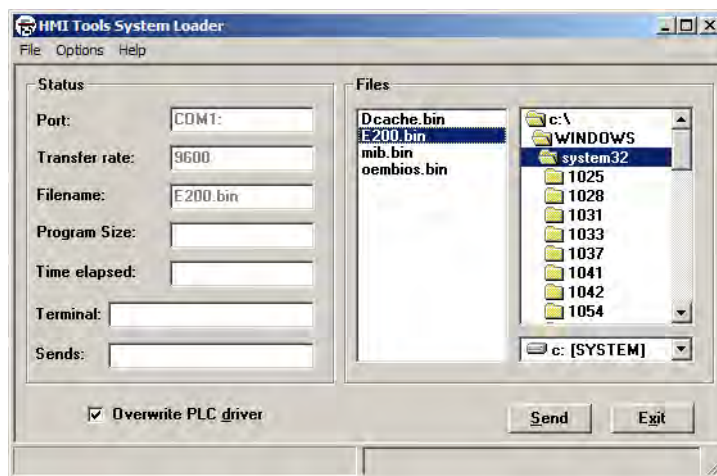 HMI Tools System Loader
File Options Help
Status
Port: COM1:
Transfer rate: 9600
Filename: E200.bin
Program Size:
Time elapsed:
Terminal:
Sends:
Files
Dcache.bin
E200.bin
mib.bin
oembios.bin
c:\
WINDOWS
system32
1025
1028
1031
1033
1037
1041
1042
1054
c: [SYSTEM]
Overwrite PLC driver
Send Exit